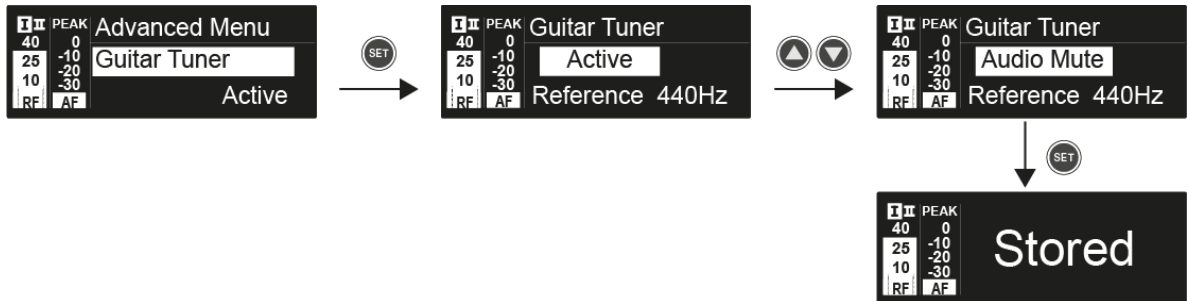 I II PEAK Advanced Menu
40 0
25 -10 Guitar Tuner
10 -20
-30
RF AF Active
SET
I II PEAK Guitar Tuner
40 0
25 -10 Active
10 -20
-30
RF AF Reference 440Hz
I II PEAK Guitar Tuner
40 0
25 -10 Audio Mute
10 -20
-30
RF AF Reference 440Hz
SET
I II PEAK
40 0
25 -10 Stored
10 -20
-30
RF AF